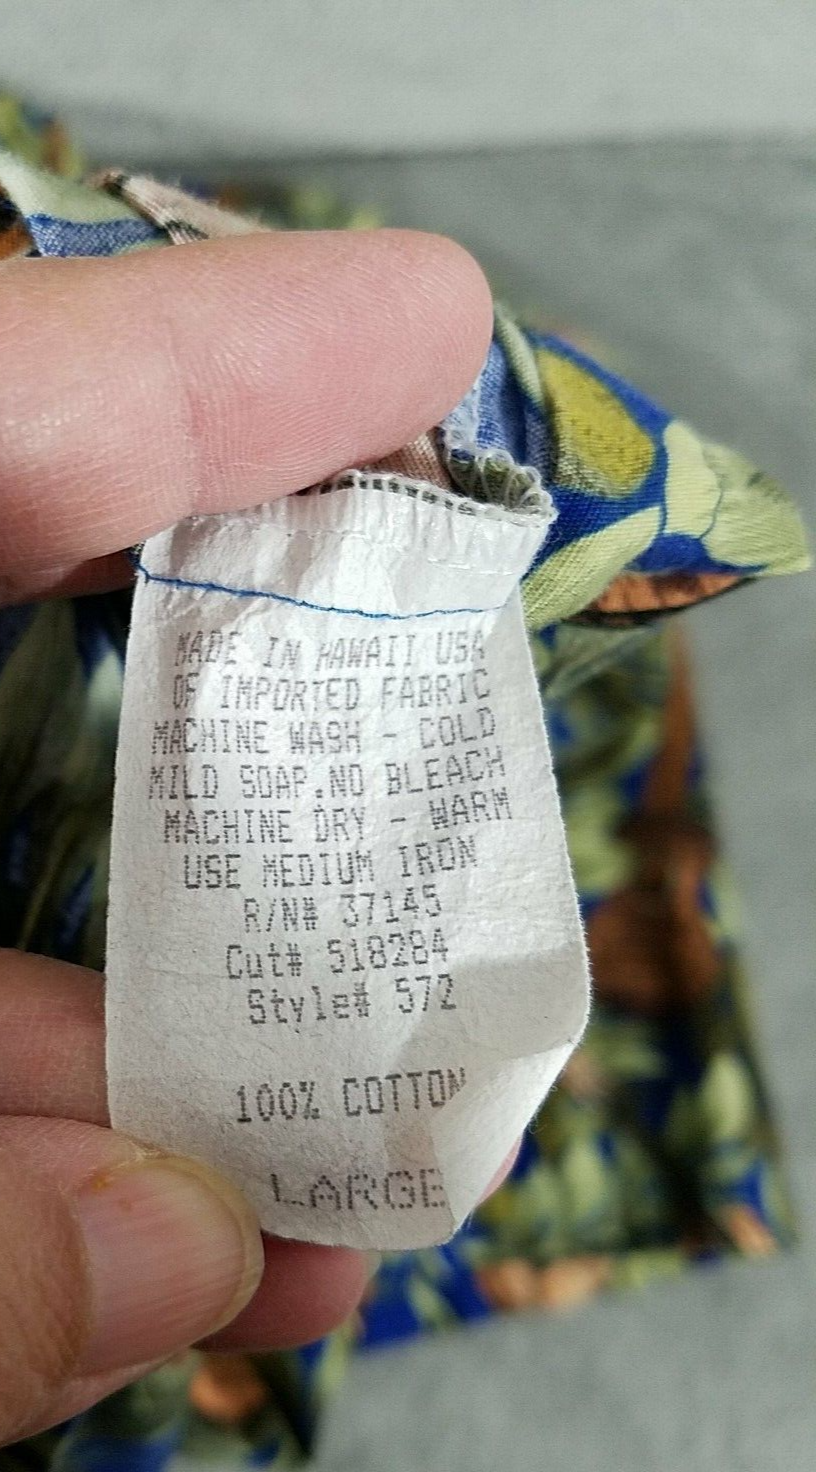 MADE IN HAWAII USA
OF IMPORTED FABRIC
MACHINE WASH - COLD
MILD SOAP.NO BLEACH
MACHINE DRY - WARM
USE MEDIUM IRON
R/N# 37145
Cut# 518284
Style# 572
100% COTTON
LARGE